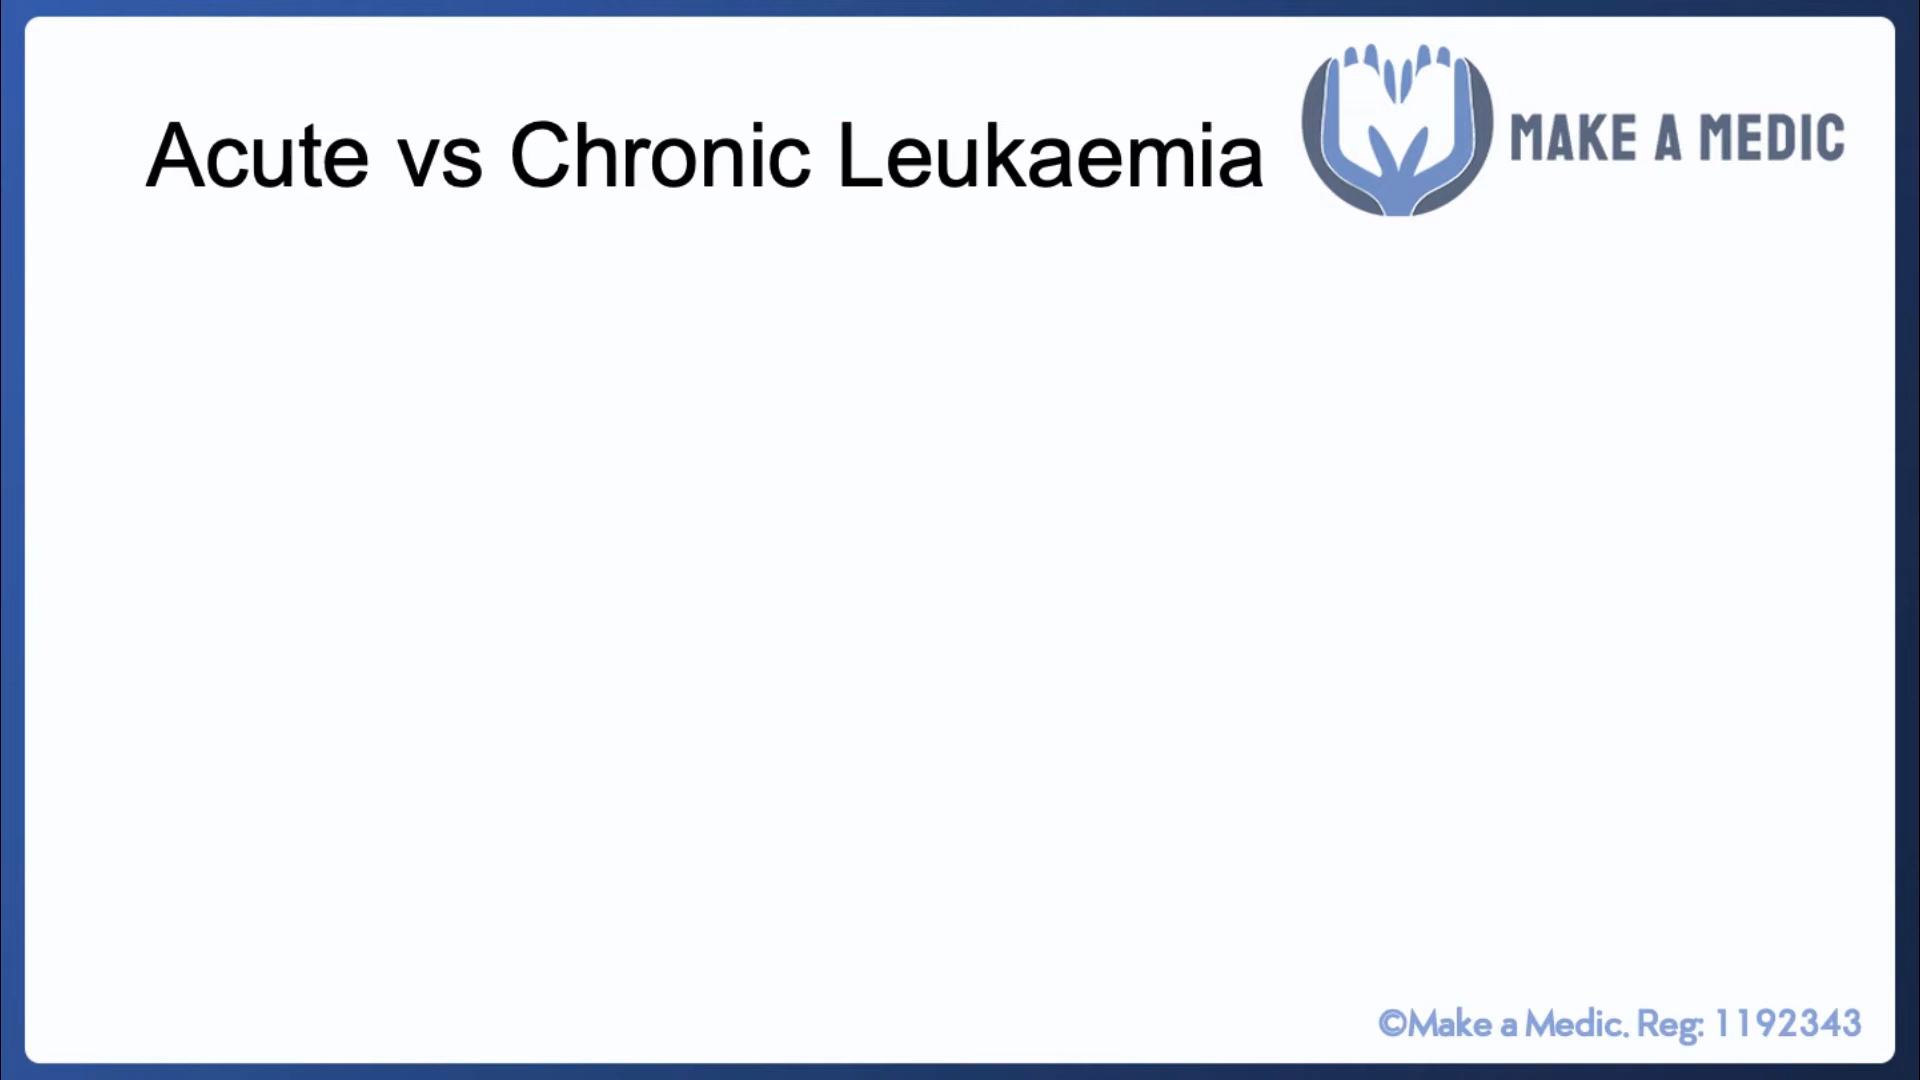 Acute vs Chronic Leukaemia
MAKE A MEDIC
©Make a Medic. Reg: 1192343